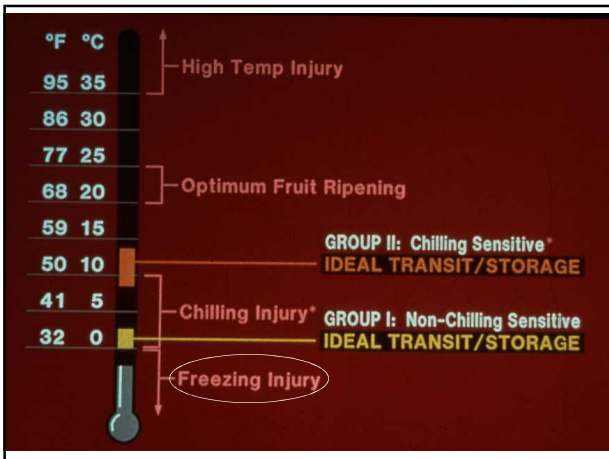 °F °C
High Temp Injury
95 35
86 30
77 25
Optimum Fruit Ripening
68 20
59 15
GROUP II: Chilling Sensitive*
50 10
IDEAL TRANSIT/STORAGE
41 5
Chilling Injury*
GROUP I: Non-Chilling Sensitive
32 0
IDEAL TRANSIT/STORAGE
Freezing Injury